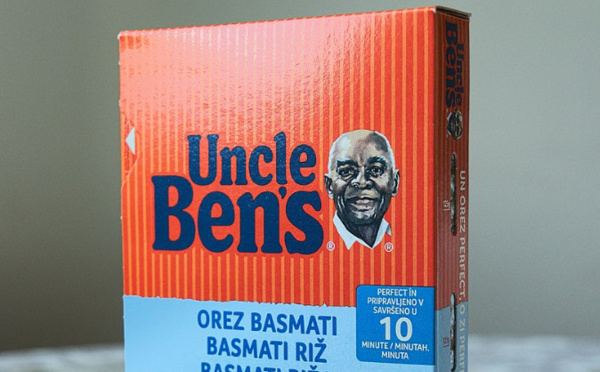 Uncle
Ben's
®
®
OREZ BASMATI
BASMATI RIŽ
PERFECT ÎN
PRIPRAVLJENO V
SAVRŠENO U
10
MINUTE / MINUTAH.
MINUTA
Uncle
Ben's
UN OREZ PERFECT, O ZI